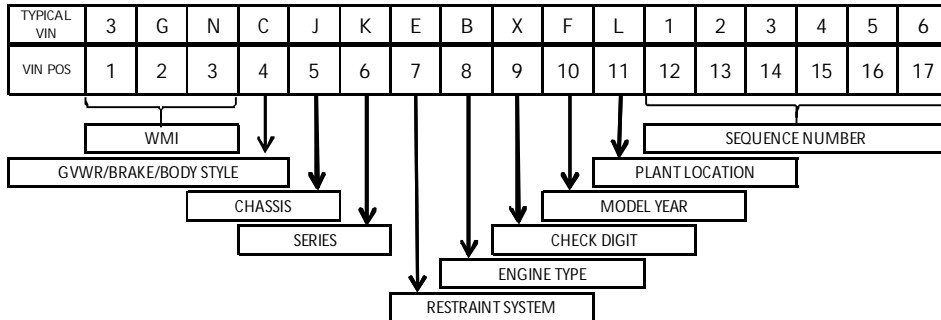 TYPICAL VIN 3 G N C J K E B X F L 1 2 3 4 5 6
VIN POS 1 2 3 4 5 6 7 8 9 10 11 12 13 14 15 16 17
WMI SEQUENCE NUMBER
GVWR/BRAKE/BODY STYLE PLANT LOCATION
CHASSIS MODEL YEAR
SERIES CHECK DIGIT
ENGINE TYPE
RESTRAINT SYSTEM